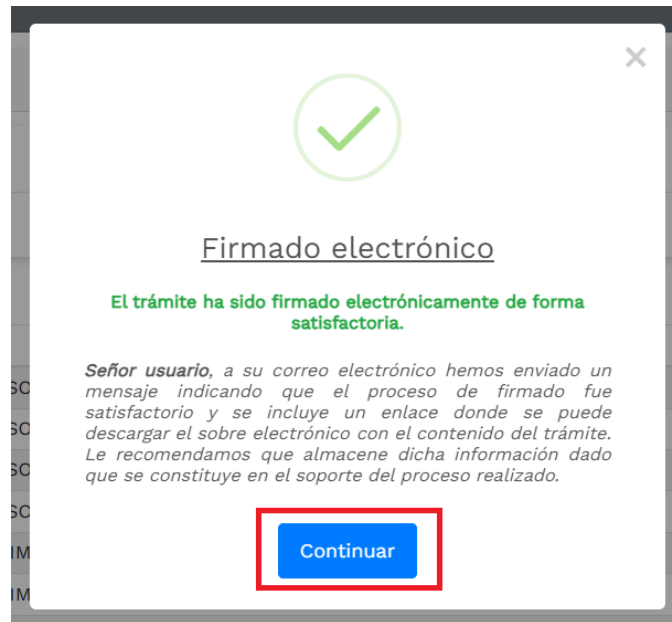 ×
Firmado electrónico
El trámite ha sido firmado electrónicamente de forma
satisfactoria.
Señor usuario, a su correo electrónico hemos enviado un
mensaje indicando que el proceso de firmado fue
satisfactorio y se incluye un enlace donde se puede
descargar el sobre electrónico con el contenido del trámite.
Le recomendamos que almacene dicha información dado
que se constituye en el soporte del proceso realizado.
Continuar